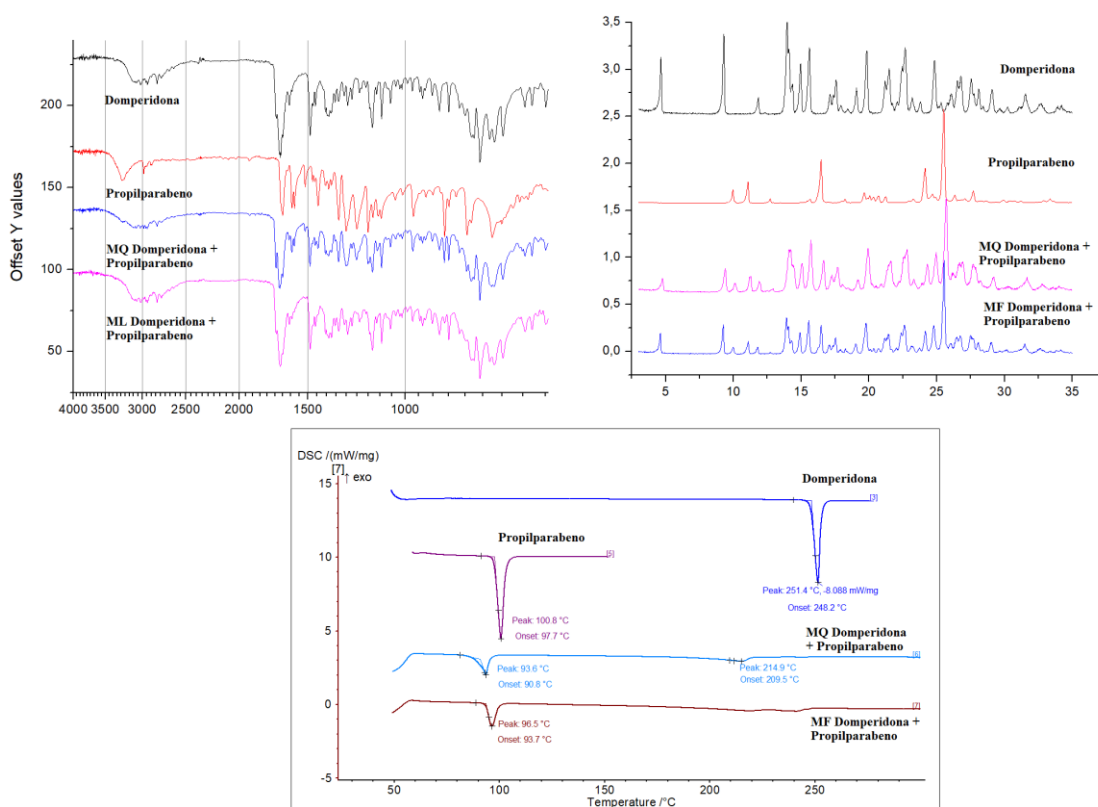 Offset Y values
200
150
100
50
Domperidona
Propilparabeno
MQ Domperidona +
Propilparabeno
ML Domperidona +
Propilparabeno
4000 3500 3000 2500 2000 1500 1000
3,5
3,0
2,5
2,0
1,5
1,0
0,5
0,0
Domperidona
Propilparabeno
MQ Domperidona +
Propilparabeno
MF Domperidona +
Propilparabeno
5 10 15 20 25 30 35
DSC /(mW/mg)
[7] ↑ exo
15
10
5
0
-5
Domperidona
[3]
Peak: 251.4 °C, -8.088 mW/mg
Onset: 248.2 °C
Propilparabeno
[5]
Peak: 100.8 °C
Onset: 97.7 °C
MQ Domperidona
+ Propilparabeno
[6]
Peak: 93.6 °C
Onset: 90.8 °C
Peak: 214.9 °C
Onset: 209.5 °C
[7]
Peak: 96.5 °C
Onset: 93.7 °C
MF Domperidona +
Propilparabeno
50 100 150 200 250
Temperature /°C